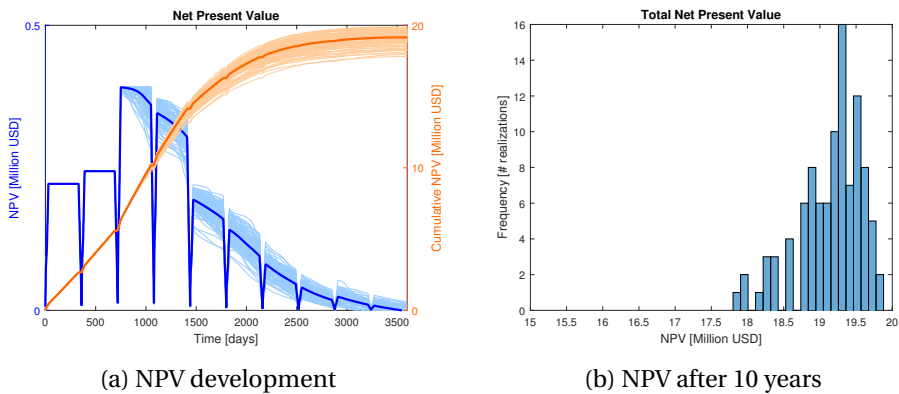 Net Present Value
0.5
0
NPV [Million USD]
20
10
0
Cumulative NPV [Million USD]
0 500 1000 1500 2000 2500 3000 3500
Time [days]
(a) NPV development
Total Net Present Value
16
14
12
10
8
6
4
2
0
Frequency [# realizations]
15 15.5 16 16.5 17 17.5 18 18.5 19 19.5 20
NPV [Million USD]
(b) NPV after 10 years